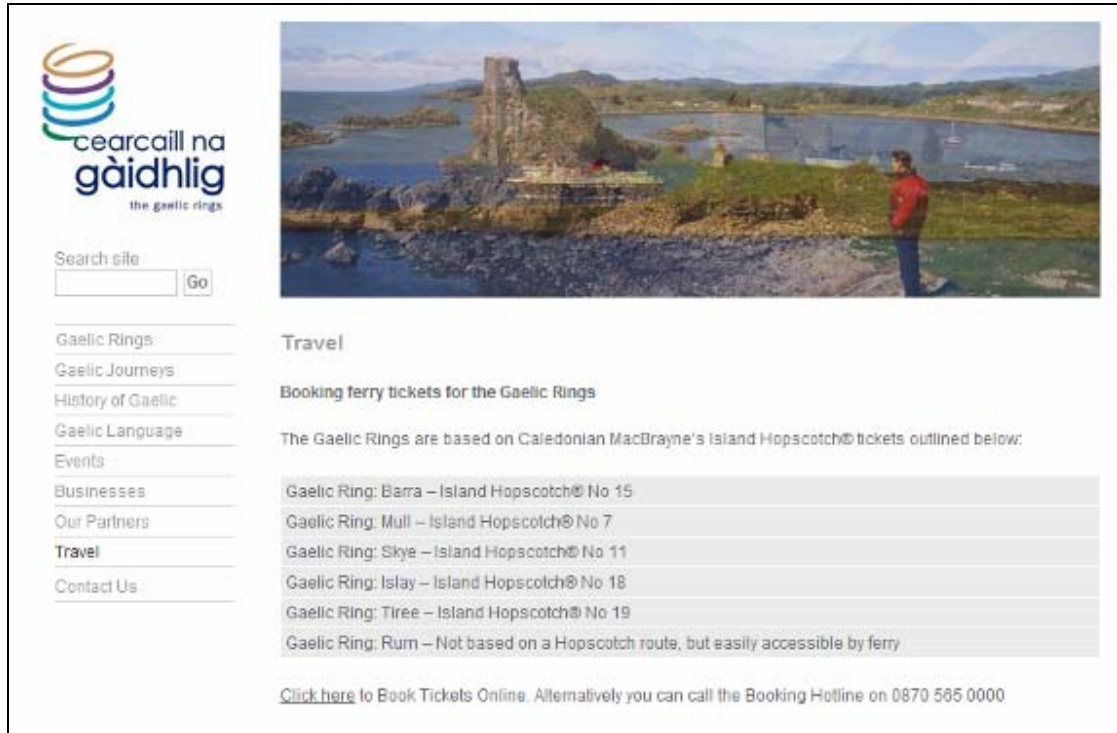 cearcaill na
gàidhlig
the gaelic rings
Search site
Go
Gaelic Rings
Gaelic Journeys
History of Gaelic
Gaelic Language
Events
Businesses
Our Partners
Travel
Contact Us
Travel
Booking ferry tickets for the Gaelic Rings
The Gaelic Rings are based on Caledonian MacBrayne's Island Hopscotch® tickets outlined below:
Gaelic Ring: Barra – Island Hopscotch® No 15
Gaelic Ring: Mull – Island Hopscotch® No 7
Gaelic Ring: Skye – Island Hopscotch® No 11
Gaelic Ring: Islay – Island Hopscotch® No 18
Gaelic Ring: Tiree – Island Hopscotch® No 19
Gaelic Ring: Rum – Not based on a Hopscotch route, but easily accessible by ferry
Click here to Book Tickets Online. Alternatively you can call the Booking Hotline on 0870 565 0000